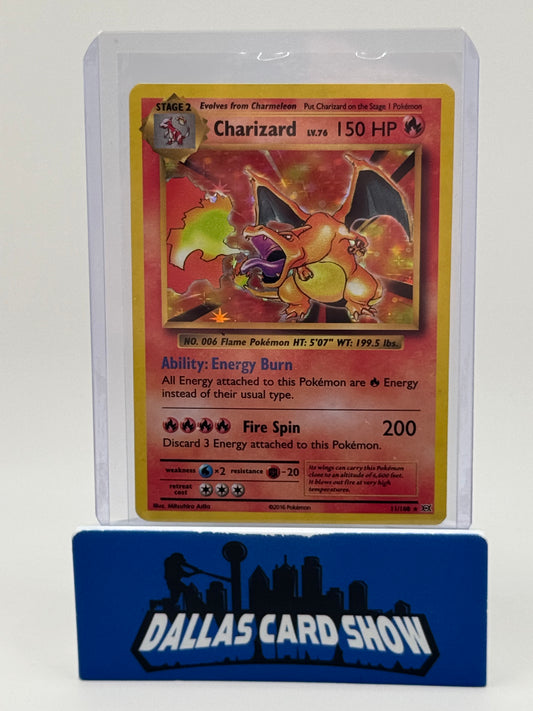 STAGE 2 Evolves from Charmeleon Put Charizard on the Stage 1 Pokémon
Charizard LV.76 150 HP
NO. 006 Flame Pokémon HT: 5'07" WT: 199.5 lbs.
Ability: Energy Burn
All Energy attached to this Pokémon are Energy
instead of their usual type.
Fire Spin 200
Discard 3 Energy attached to this Pokémon.
weakness ×2 resistance -20
retreat
cost
Its wings can carry this Pokémon
close to an altitude of 4,600 feet.
It blows out fire at very high
temperatures.
Illus. Mitsuhiro Arita ©2016 Pokémon 11/108 ★
DALLAS CARD SHOW